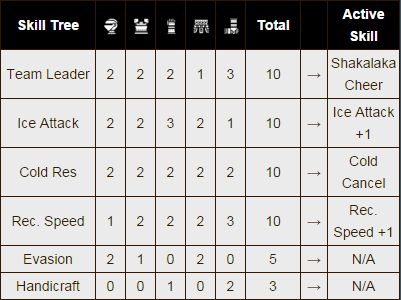 Skill Tree Total Active Skill
Team Leader 2 2 2 1 3 10 → Shakalaka Cheer
Ice Attack 2 2 3 2 1 10 → Ice Attack +1
Cold Res 2 2 2 2 2 10 → Cold Cancel
Rec. Speed 1 2 2 2 3 10 → Rec. Speed +1
Evasion 2 1 0 2 0 5 → N/A
Handicraft 0 0 1 0 2 3 → N/A